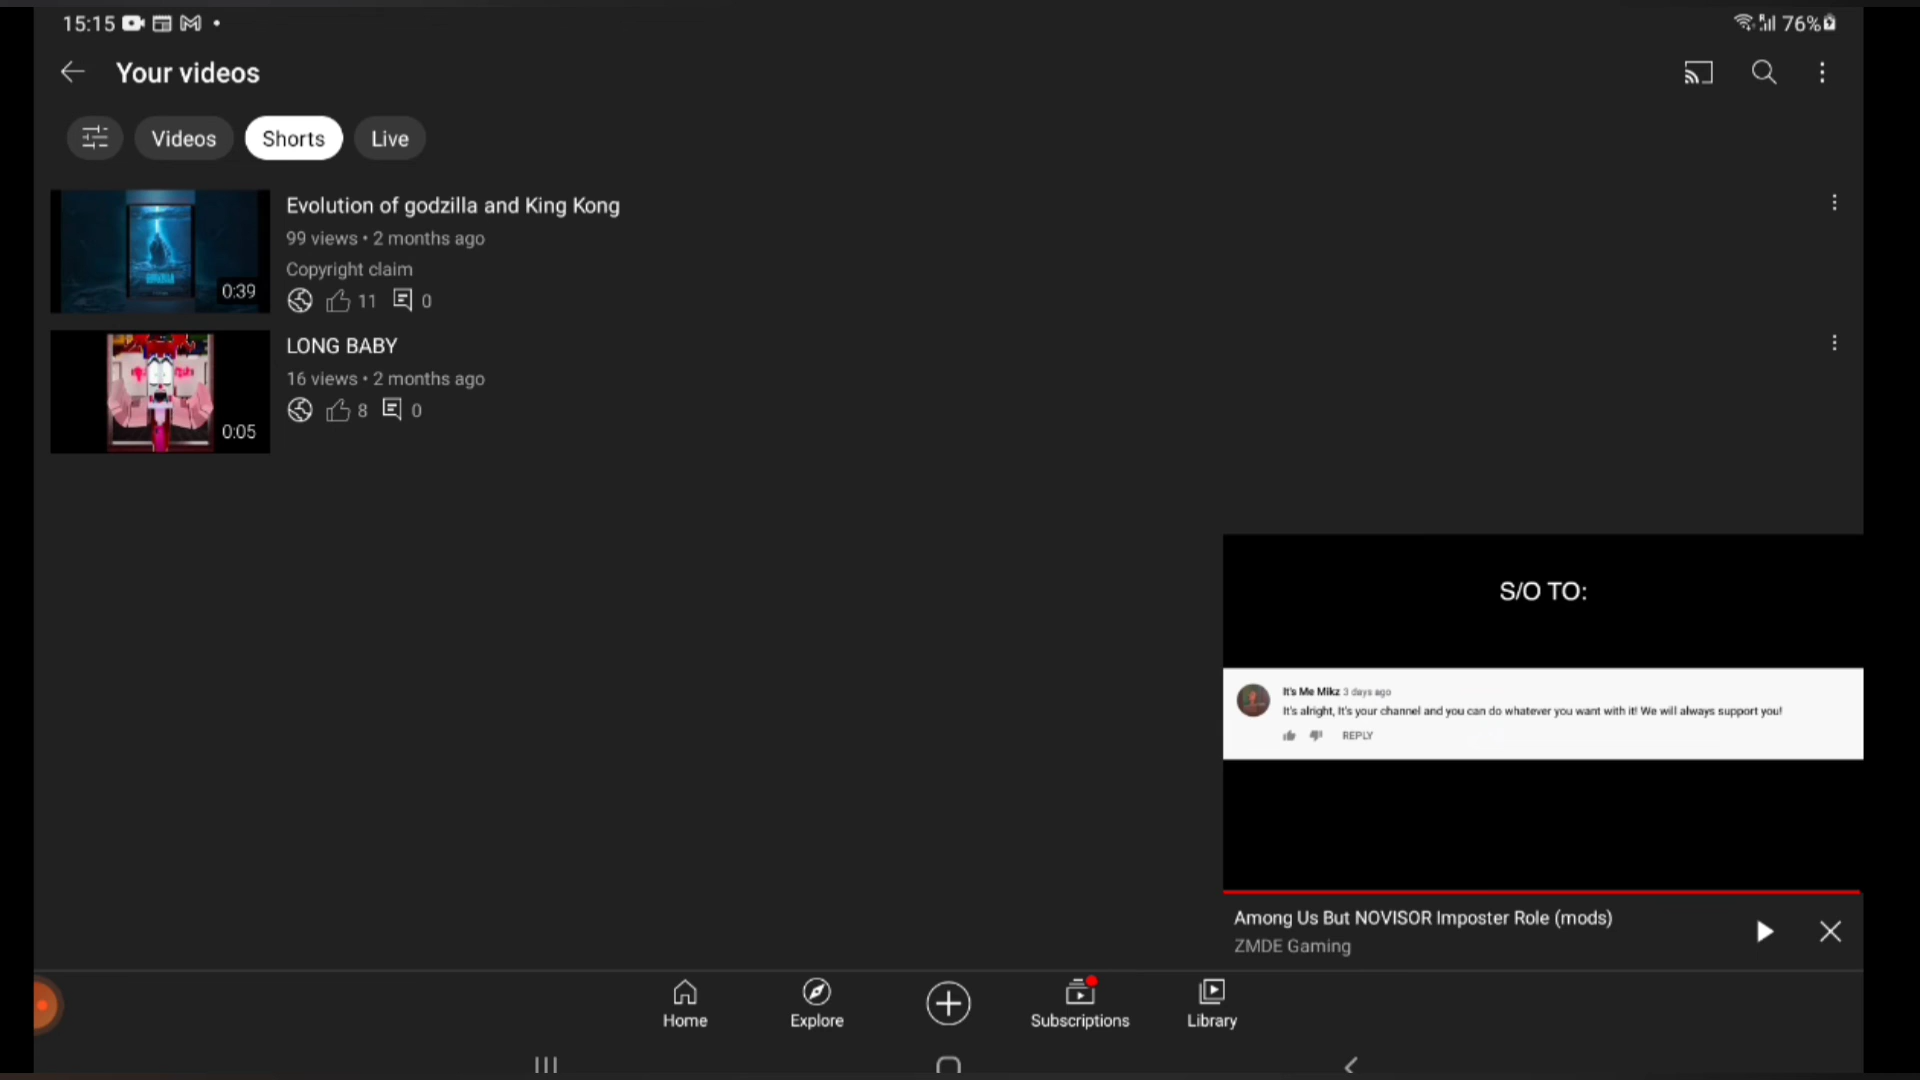 15:15
76%
Your videos
Videos
Shorts
Live
Evolution of godzilla and King Kong
99 views • 2 months ago
Copyright claim
11
0
0:39
LONG BABY
16 views • 2 months ago
8
0
0:05
S/O TO:
It's Me Mikz 3 days ago
It's alright, It's your channel and you can do whatever you want with it! We will always support you!
REPLY
Among Us But NOVISOR Imposter Role (mods)
ZMDE Gaming
Home
Explore
Subscriptions
Library